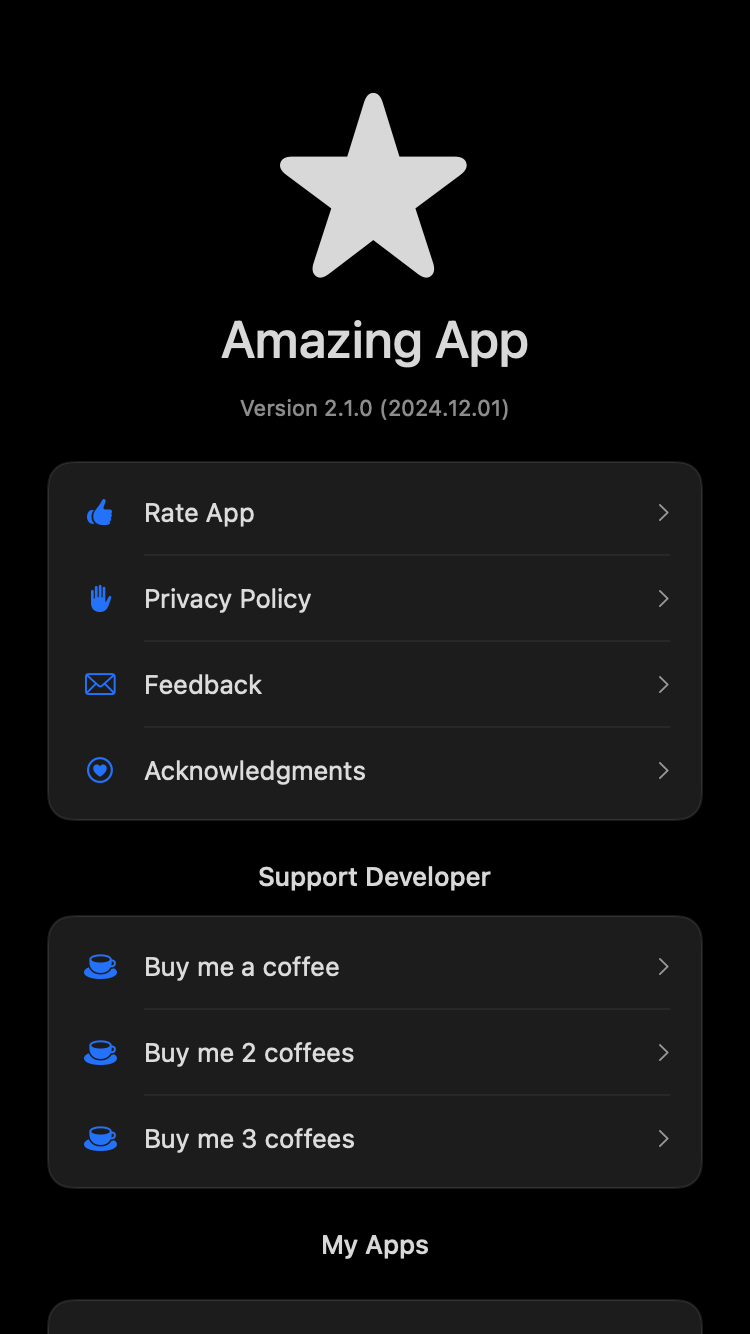 Amazing App
Version 2.1.0 (2024.12.01)
Rate App
Privacy Policy
Feedback
Acknowledgments
Support Developer
Buy me a coffee
Buy me 2 coffees
Buy me 3 coffees
My Apps